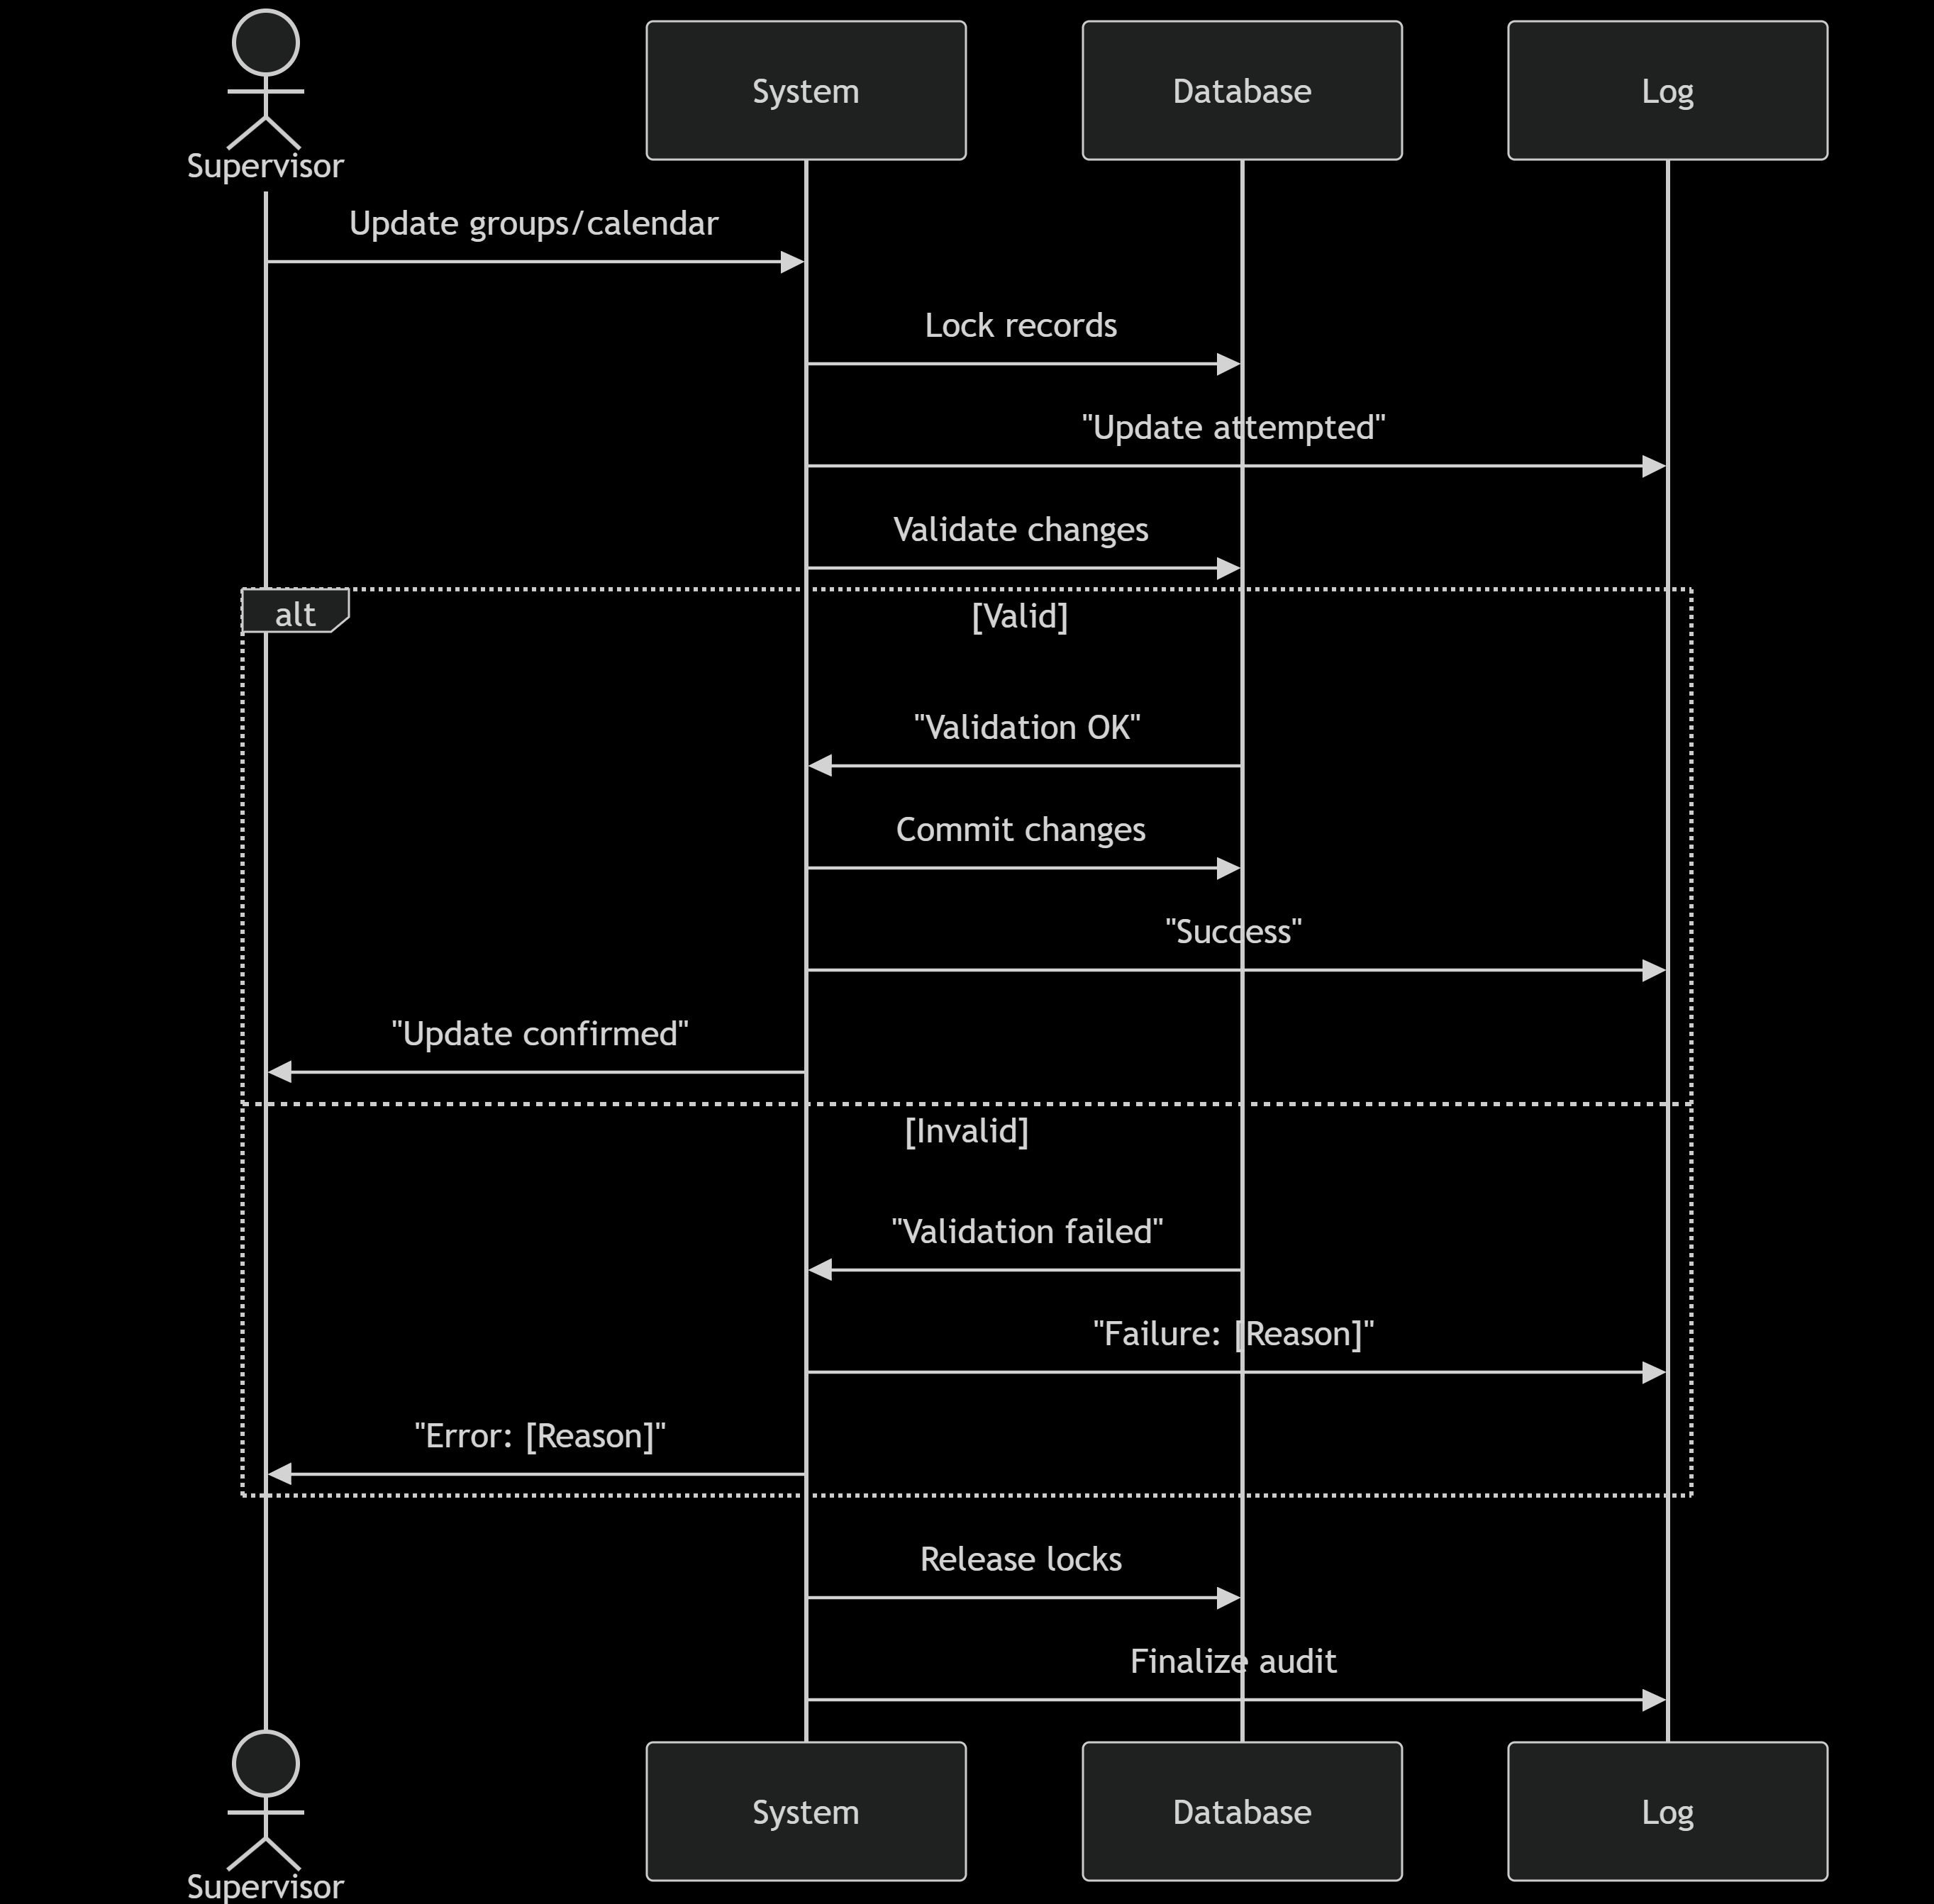 Supervisor
System
Database
Log
Update groups/calendar
Lock records
"Update attempted"
Validate changes
alt
[Valid]
"Validation OK"
Commit changes
"Success"
"Update confirmed"
[Invalid]
"Validation failed"
"Failure: [Reason]"
"Error: [Reason]"
Release locks
Finalize audit
Supervisor
System
Database
Log